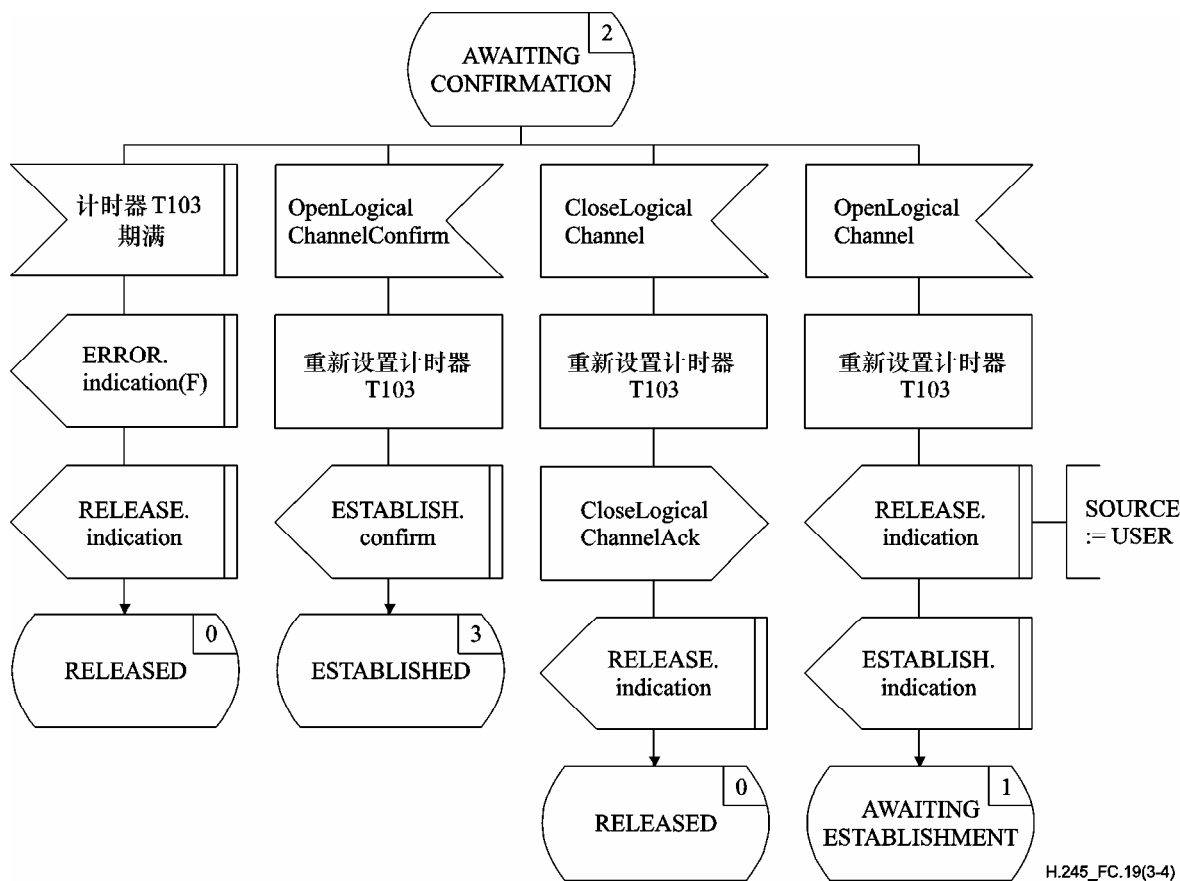 2
AWAITING
CONFIRMATION
计时器 T103
期满
OpenLogical
ChannelConfirm
CloseLogical
Channel
OpenLogical
Channel
ERROR.
indication(F)
重新设置计时器
T103
重新设置计时器
T103
重新设置计时器
T103
RELEASE.
indication
ESTABLISH.
confirm
CloseLogical
ChannelAck
RELEASE.
indication
SOURCE
:= USER
0
RELEASED
3
ESTABLISHED
RELEASE.
indication
ESTABLISH.
indication
0
RELEASED
1
AWAITING
ESTABLISHMENT
H.245_FC.19(3-4)